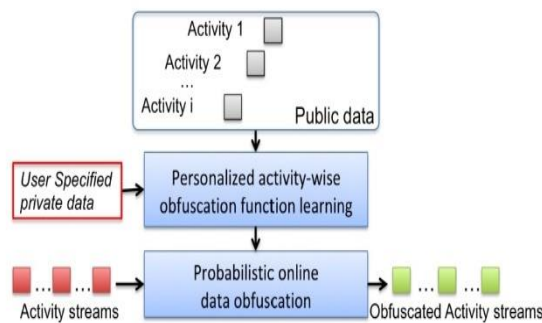 Activity 1
Activity 2
...
Activity i
Public data
User Specified
private data
Personalized activity-wise
obfuscation function learning
... ...
Activity streams
Probabilistic online
data obfuscation
... ...
Obfuscated Activity streams